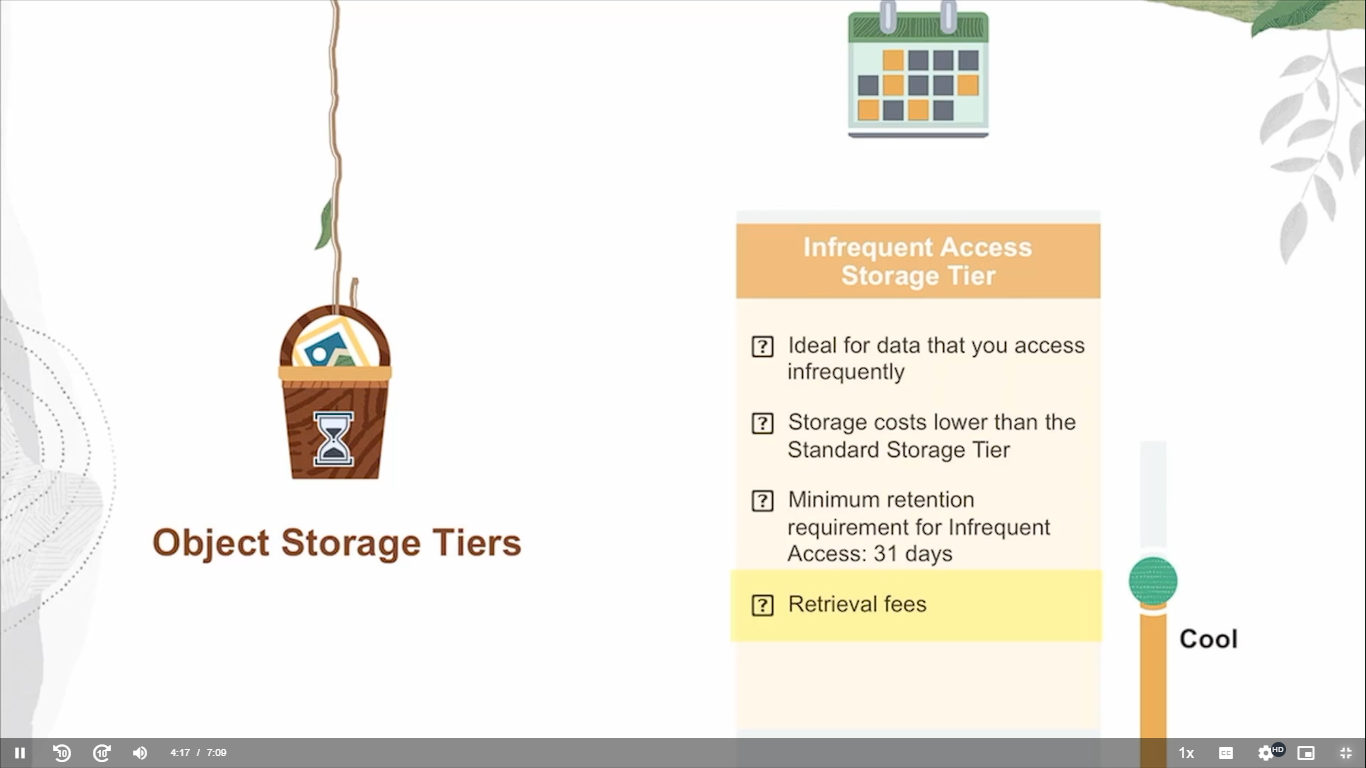 Infrequent Access
Storage Tier
Ideal for data that you access
infrequently
Storage costs lower than the
Standard Storage Tier
Minimum retention
requirement for Infrequent
Access: 31 days
Retrieval fees
Object Storage Tiers
Cool
10
10
4:17 / 7:09
1x
CC
HD